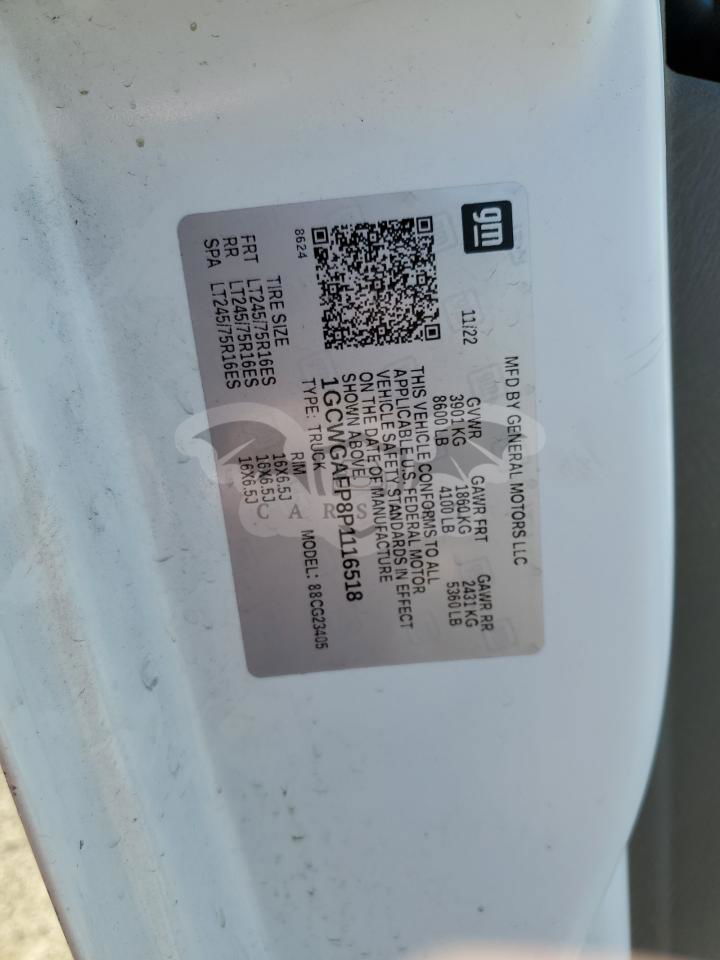 gm
MFD BY GENERAL MOTORS LLC
11/22
GVWR GAWR FRT GAWR RR
3901 KG 1860 KG 2431 KG
8600 LB 4100 LB 5360 LB
THIS VEHICLE CONFORMS TO ALL
APPLICABLE U.S. FEDERAL MOTOR
VEHICLE SAFETY STANDARDS IN EFFECT
ON THE DATE OF MANUFACTURE
SHOWN ABOVE.
1GCWGAFP8P1116518
8624
TYPE: TRUCK MODEL: 88CG23405
TIRE SIZE RIM
FRT LT245/75R16ES 16X6.5J
RR LT245/75R16ES 16X6.5J
SPA LT245/75R16ES 16X6.5J
CARS